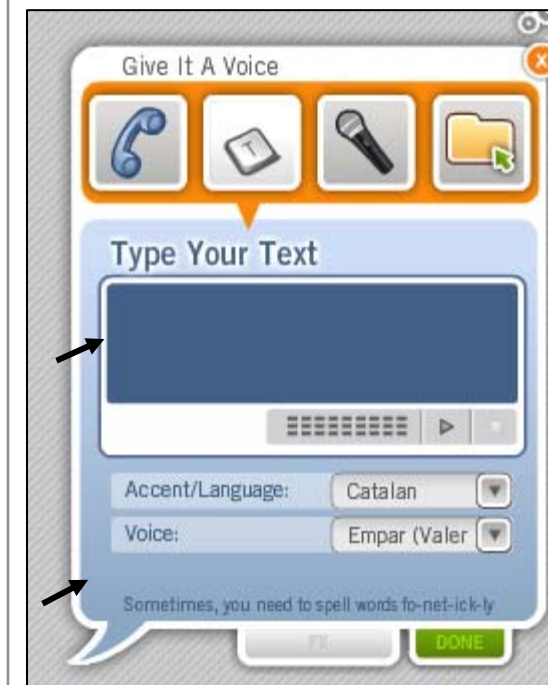 Give It A Voice
T
Type Your Text
Accent/Language: Catalan
Voice: Empar (Valer
Sometimes, you need to spell words fo-net-ick-ly
FX DONE